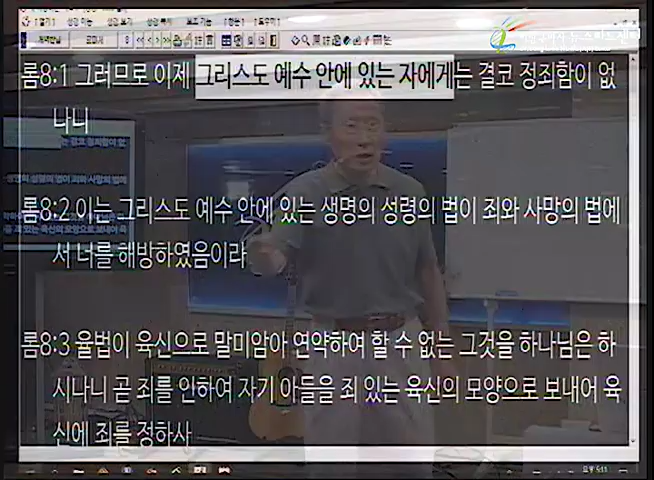 롬8:1 그러므로 이제 그리스도 예수 안에 있는 자에게는 결코 정죄함이 없
나니
롬8:2 이는 그리스도 예수 안에 있는 생명의 성령의 법이 죄와 사망의 법에
서 너를 해방하였음이라
롬8:3 율법이 육신으로 말미암아 연약하여 할 수 없는 그것을 하나님은 하
시나니 곧 죄를 인하여 자기 아들을 죄 있는 육신의 모양으로 보내어 육
신에 죄를 정하사